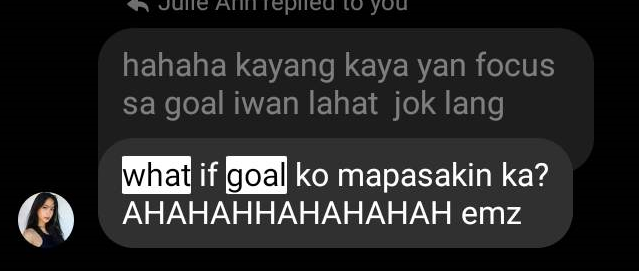 Julie Ann replied to you
hahaha kayang kaya yan focus
sa goal iwan lahat jok lang
what if goal ko mapasakin ka?
AHAHAHHAHAHAHAH emz